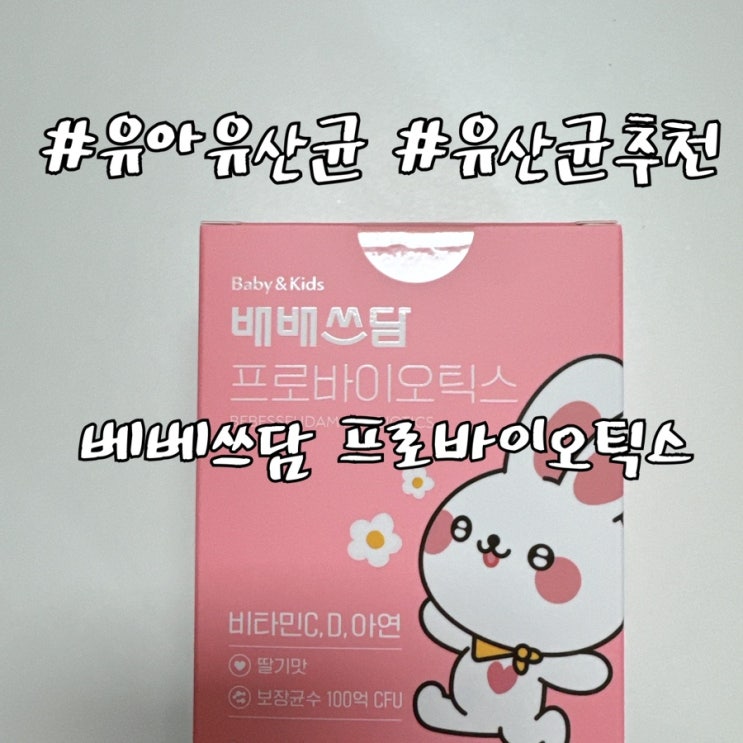 #유아유산균 #유산균추천
Baby & Kids
배배쓰담
프로바이오틱스
베베쓰담 프로바이오틱스
비타민C, D, 아연
딸기맛
보장균수 100억 CFU